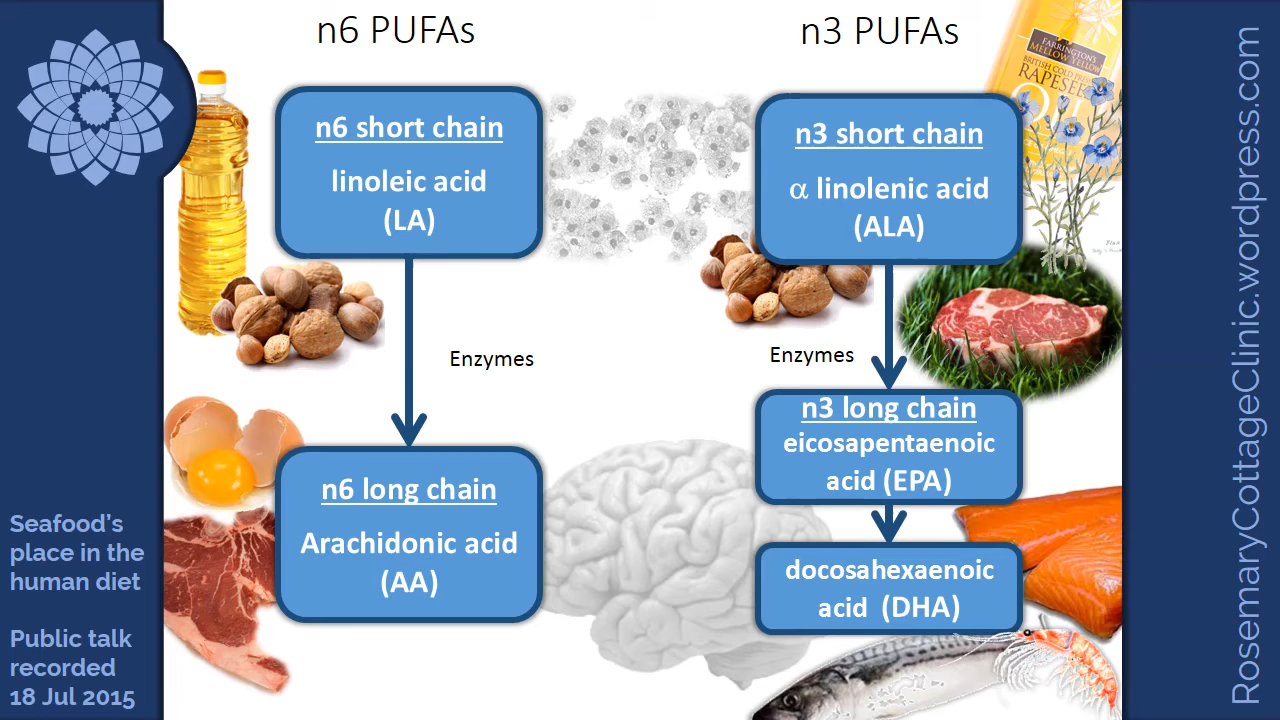 n6 PUFAs
n3 PUFAs
n6 short chain
linoleic acid
(LA)
Enzymes
n6 long chain
Arachidonic acid
(AA)
n3 short chain
α linolenic acid
(ALA)
Enzymes
n3 long chain
eicosapentaenoic
acid (EPA)
docosahexaenoic
acid (DHA)
FARRINGTON'S
MELLOW YELLOW
BRITISH COLD
Seafood's
place in the
human diet
Public talk
recorded
18 Jul 2015
RosemaryCottageClinic.wordpress.com